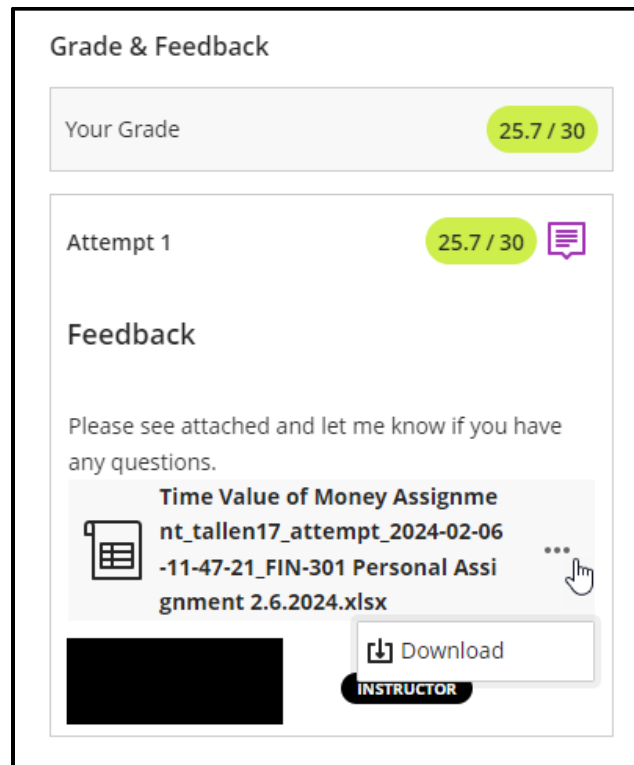 Grade & Feedback
Your Grade
25.7 / 30
Attempt 1
25.7 / 30
Feedback
Please see attached and let me know if you have
any questions.
Time Value of Money Assignme
nt_tallen17_attempt_2024-02-06
-11-47-21_FIN-301 Personal Assi
gnment 2.6.2024.xlsx
Download
INSTRUCTOR